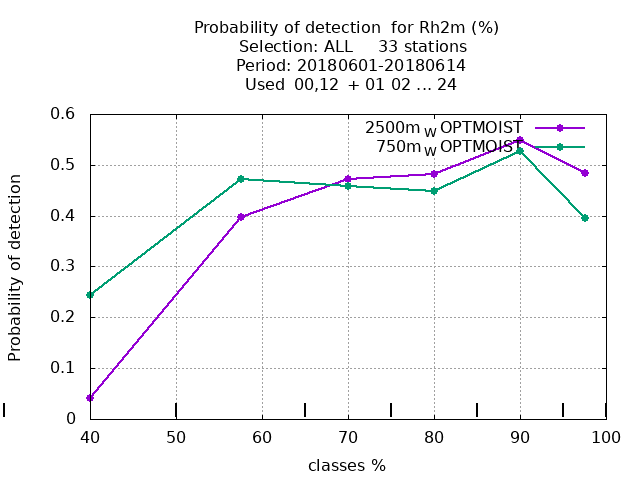 Probability of detection for Rh2m (%)
Selection: ALL 33 stations
Period: 20180601-20180614
Used 00,12 + 01 02 ... 24
2500m W OPTMOIST
750m W OPTMOIST
0.6
0.5
0.4
0.3
0.2
0.1
0
Probability of detection
40 50 60 70 80 90 100
classes %